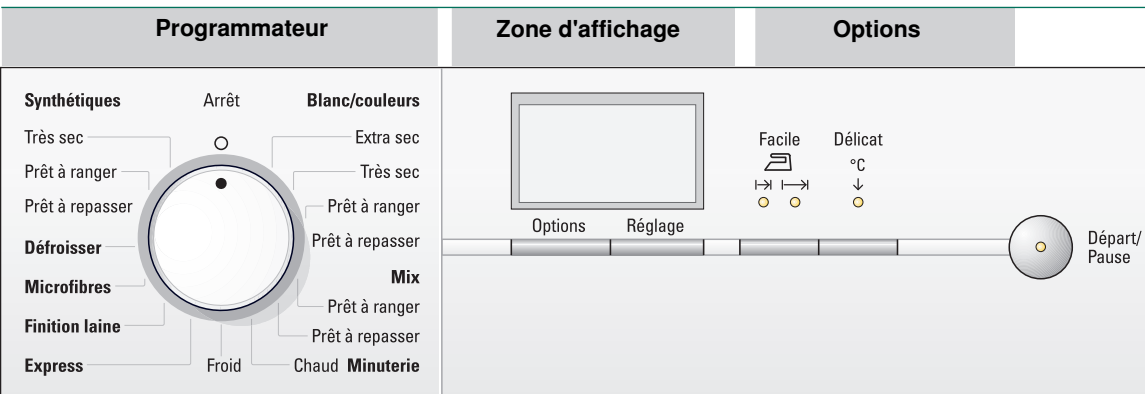 Programmateur
Zone d'affichage
Options
Synthétiques
Arrêt
Blanc/couleurs
Très sec
Extra sec
Prêt à ranger
Très sec
Prêt à repasser
Prêt à ranger
Défroisser
Prêt à repasser
Microfibres
Mix
Prêt à ranger
Finition laine
Prêt à repasser
Express
Froid
Chaud Minuterie
Options
Réglage
Facile
Délicat
°C
Départ/
Pause